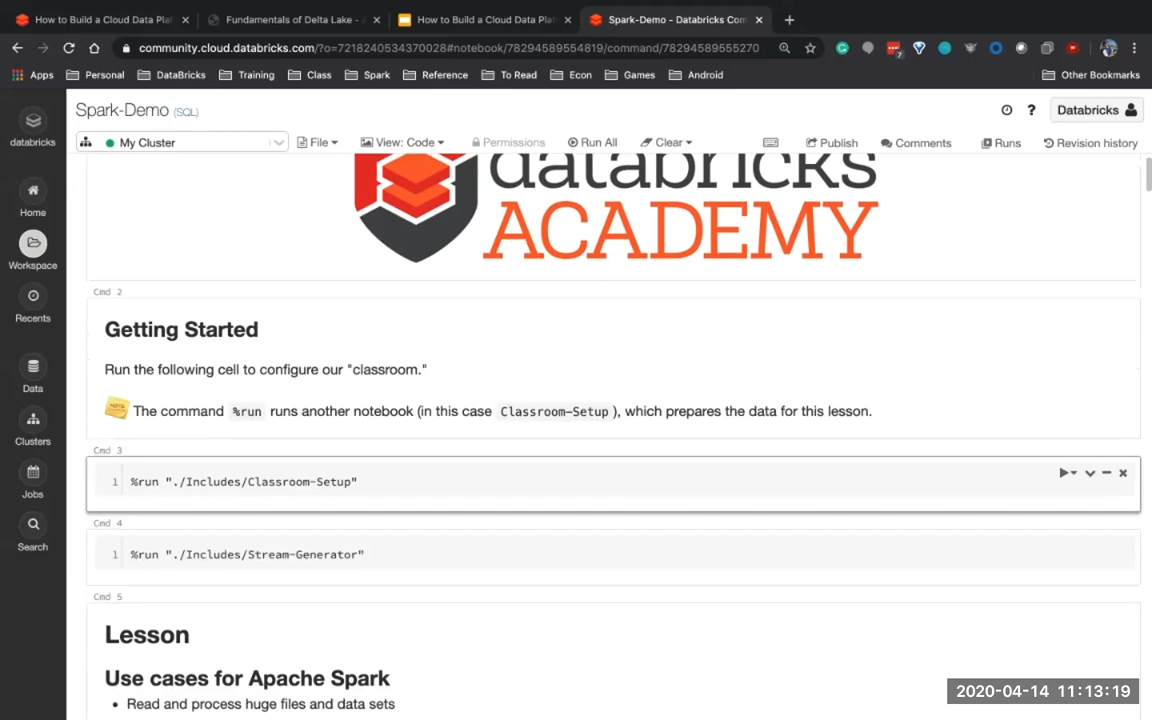 How to Build a Cloud Data Plat
Fundamentals of Delta Lake - A
How to Build a Cloud Data Plat
Spark-Demo - Databricks Com
community.cloud.databricks.com/?o=7218240534370028#notebook/78294589554819/command/78294589555270
7
Apps
Personal
DataBricks
Training
Class
Spark
Reference
To Read
Econ
Games
Android
Other Bookmarks
databricks
Home
Workspace
Recents
Data
Clusters
Jobs
Search
Spark-Demo (SQL)
? Databricks
My Cluster
File
View: Code
Permissions
Run All
Clear
Publish
Comments
Runs
Revision history
databricks
ACADEMY
Cmd 2
Getting Started
Run the following cell to configure our "classroom."
NOTE The command %run runs another notebook (in this case Classroom-Setup), which prepares the data for this lesson.
Cmd 3
1 %run "./Includes/Classroom-Setup"
Cmd 4
1 %run "./Includes/Stream-Generator"
Cmd 5
Lesson
Use cases for Apache Spark
• Read and process huge files and data sets
2020-04-14 11:13:19